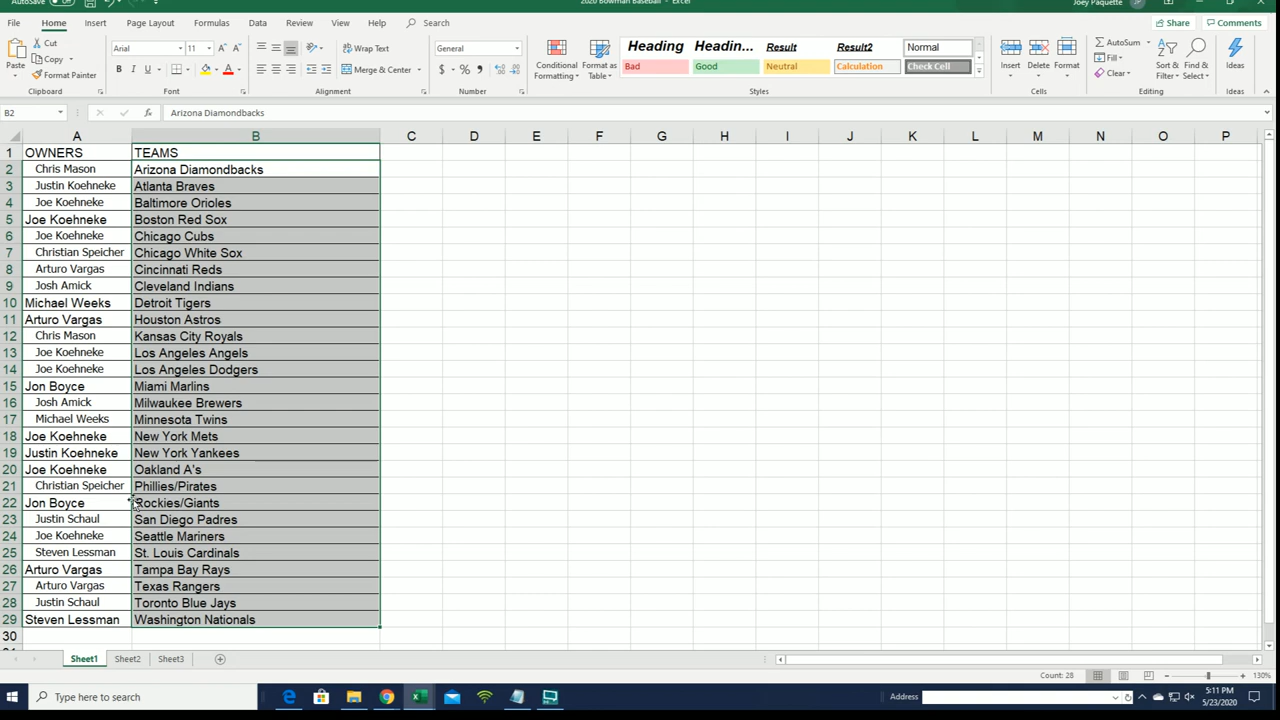 AutoSave
2020 Bowman Baseball - Excel
Joey Paquette
JP
File Home Insert Page Layout Formulas Data Review View Help Search Share Comments
Cut
Copy
Format Painter
Paste
Clipboard
Arial 11
B I U
Font
Wrap Text
Merge & Center
Alignment
General
$ % ,
Number
Conditional Formatting
Format as Table
Heading Headin... Result Result2 Normal
Bad Good Neutral Calculation Check Cell
Styles
Insert Delete Format
Cells
AutoSum
Fill
Clear
Sort & Filter
Find & Select
Editing
Ideas
Ideas
B2 fx Arizona Diamondbacks
A B C D E F G H I J K L M N O P
1 OWNERS TEAMS
2 Chris Mason Arizona Diamondbacks
3 Justin Koehneke Atlanta Braves
4 Joe Koehneke Baltimore Orioles
5 Joe Koehneke Boston Red Sox
6 Joe Koehneke Chicago Cubs
7 Christian Speicher Chicago White Sox
8 Arturo Vargas Cincinnati Reds
9 Josh Amick Cleveland Indians
10 Michael Weeks Detroit Tigers
11 Arturo Vargas Houston Astros
12 Chris Mason Kansas City Royals
13 Joe Koehneke Los Angeles Angels
14 Joe Koehneke Los Angeles Dodgers
15 Jon Boyce Miami Marlins
16 Josh Amick Milwaukee Brewers
17 Michael Weeks Minnesota Twins
18 Joe Koehneke New York Mets
19 Justin Koehneke New York Yankees
20 Joe Koehneke Oakland A's
21 Christian Speicher Phillies/Pirates
22 Jon Boyce Rockies/Giants
23 Justin Schaul San Diego Padres
24 Joe Koehneke Seattle Mariners
25 Steven Lessman St. Louis Cardinals
26 Arturo Vargas Tampa Bay Rays
27 Arturo Vargas Texas Rangers
28 Justin Schaul Toronto Blue Jays
29 Steven Lessman Washington Nationals
30
Sheet1 Sheet2 Sheet3
Count: 28 130%
Type here to search
Address
5:11 PM
5/23/2020